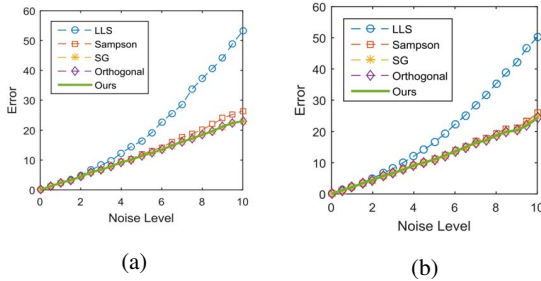 60
50
40
30
20
10
0
Error
LLS
Sampson
SG
Orthogonal
Ours
0 2 4 6 8 10
Noise Level
(a)
60
50
40
30
20
10
0
Error
LLS
Sampson
SG
Orthogonal
Ours
0 2 4 6 8 10
Noise Level
(b)